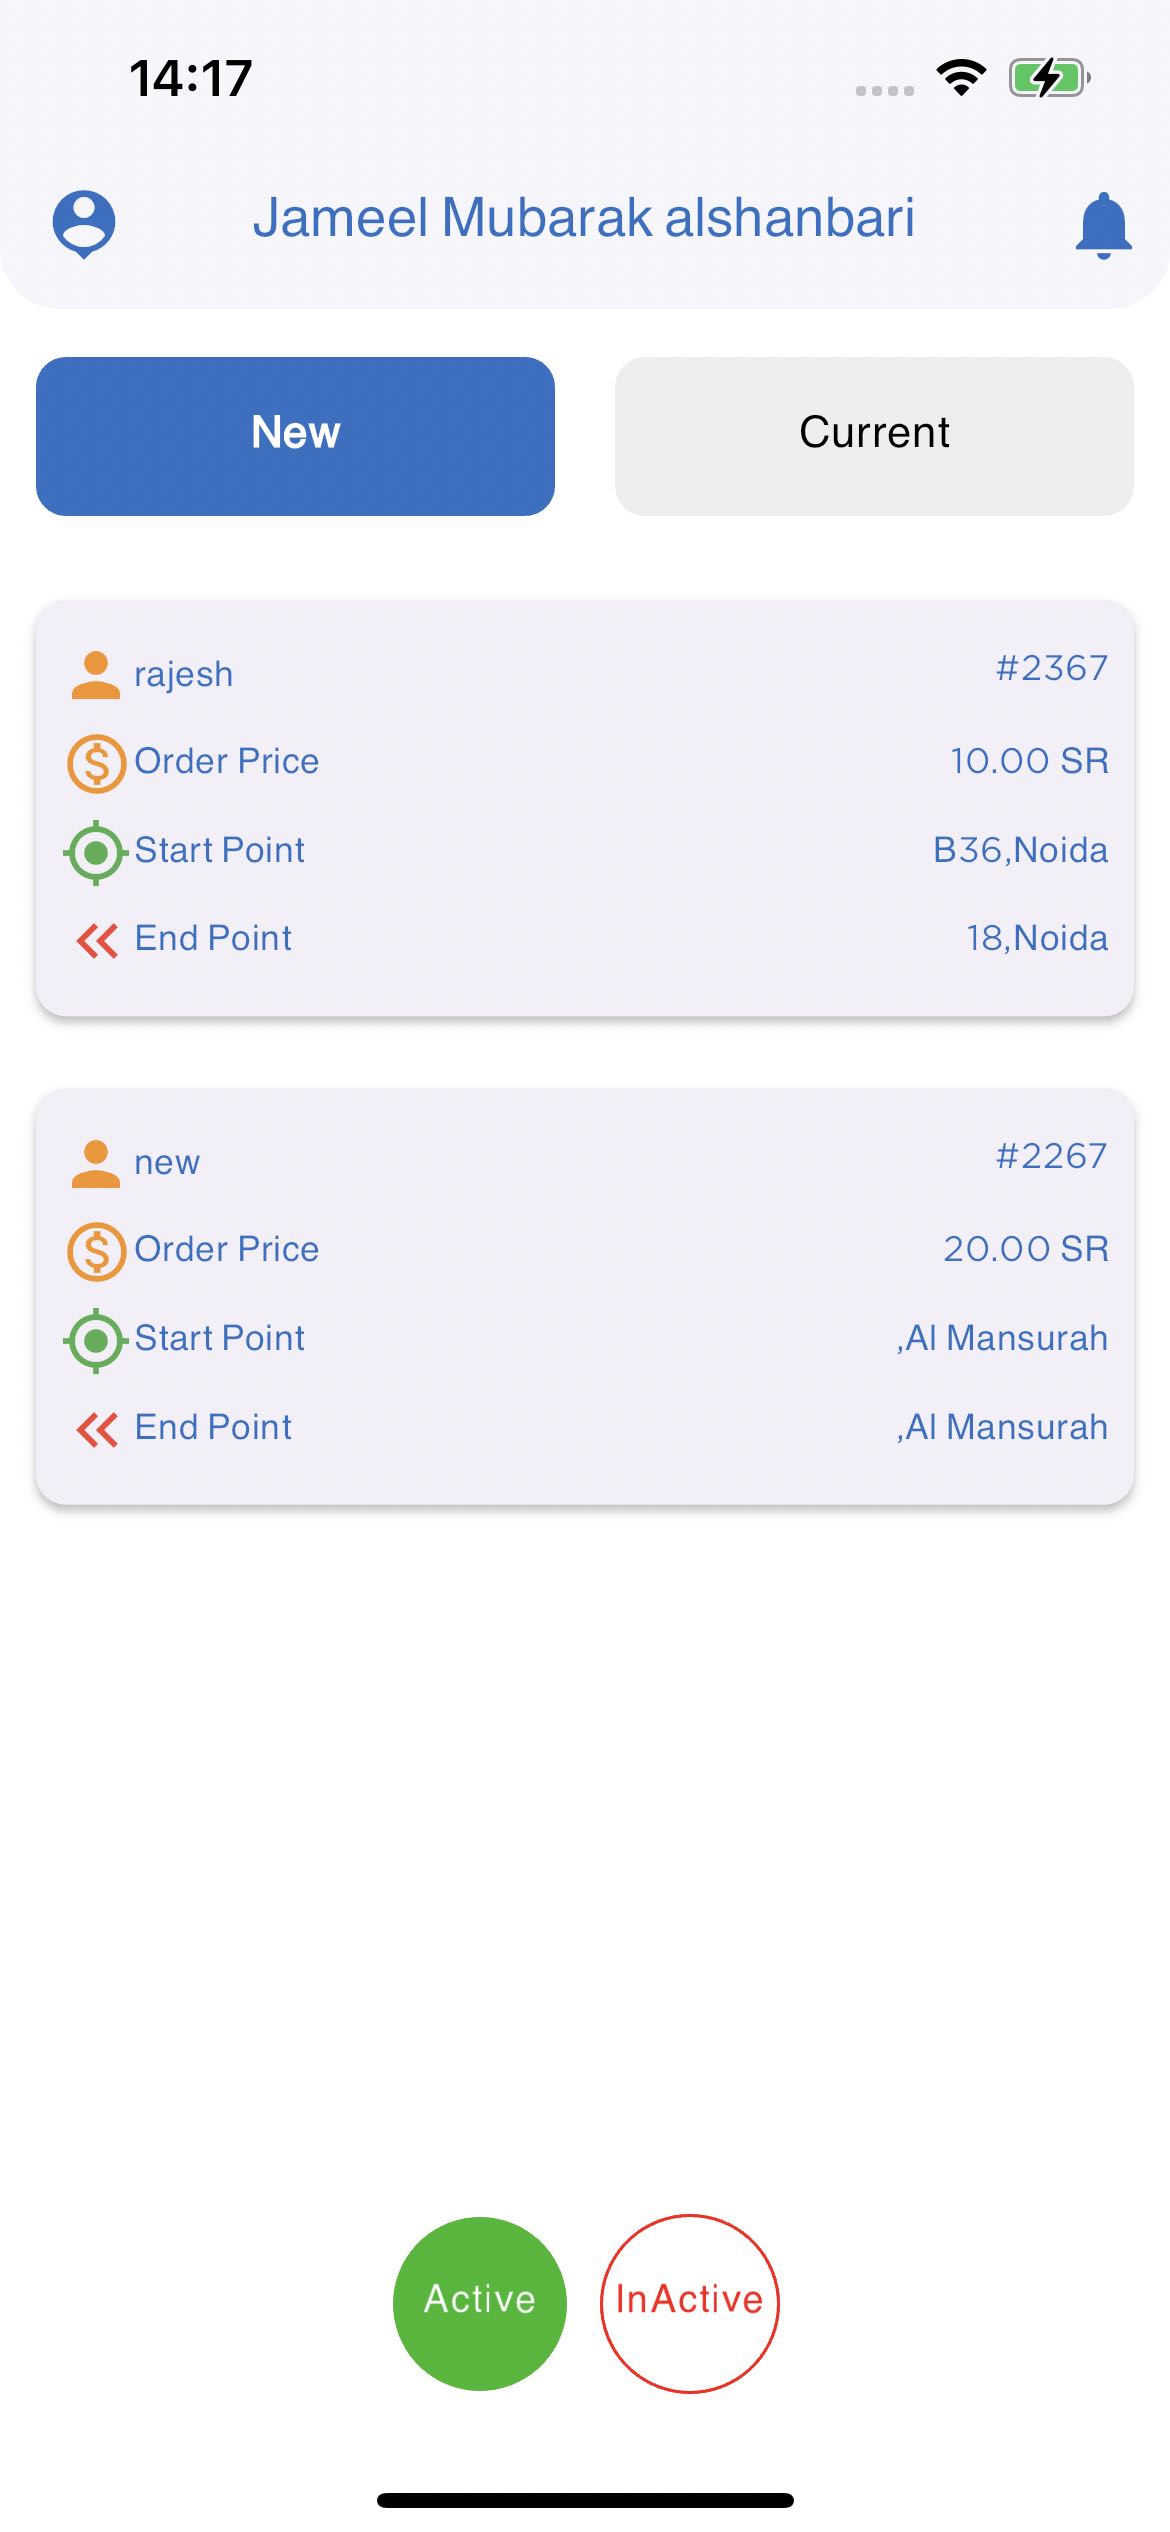 14:17
Jameel Mubarak alshanbari
New
Current
rajesh
#2367
Order Price
10.00 SR
Start Point
B36,Noida
End Point
18,Noida
new
#2267
Order Price
20.00 SR
Start Point
,Al Mansurah
End Point
,Al Mansurah
Active
InActive